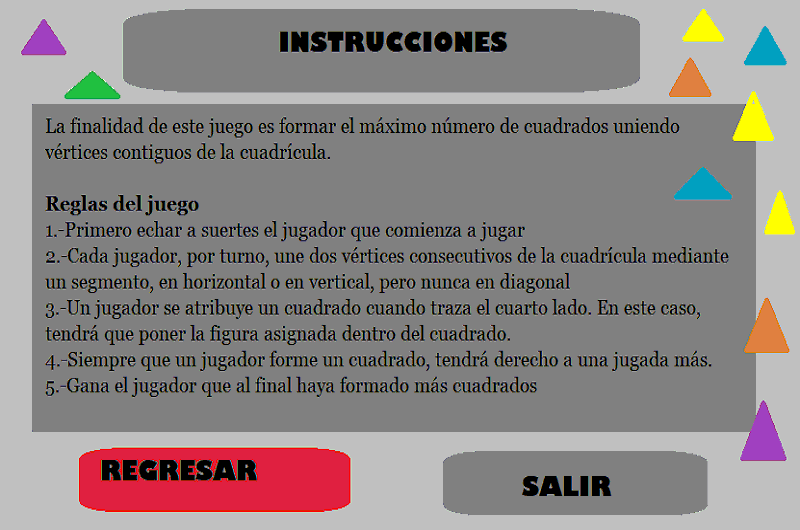 INSTRUCCIONES
La finalidad de este juego es formar el máximo número de cuadrados uniendo
vértices contiguos de la cuadrícula.
Reglas del juego
1.-Primero echar a suertes el jugador que comienza a jugar
2.-Cada jugador, por turno, une dos vértices consecutivos de la cuadrícula mediante
un segmento, en horizontal o en vertical, pero nunca en diagonal
3.-Un jugador se atribuye un cuadrado cuando traza el cuarto lado. En este caso,
tendrá que poner la figura asignada dentro del cuadrado.
4.-Siempre que un jugador forme un cuadrado, tendrá derecho a una jugada más.
5.-Gana el jugador que al final haya formado más cuadrados
REGRESAR
SALIR